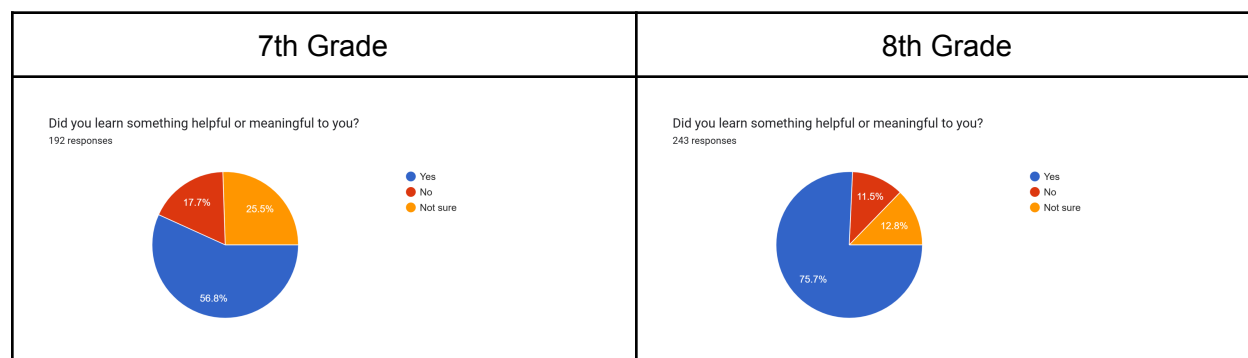 7th Grade
8th Grade
Did you learn something helpful or meaningful to you?
192 responses
Yes
No
Not sure
17.7%
25.5%
56.8%
Did you learn something helpful or meaningful to you?
243 responses
Yes
No
Not sure
11.5%
12.8%
75.7%